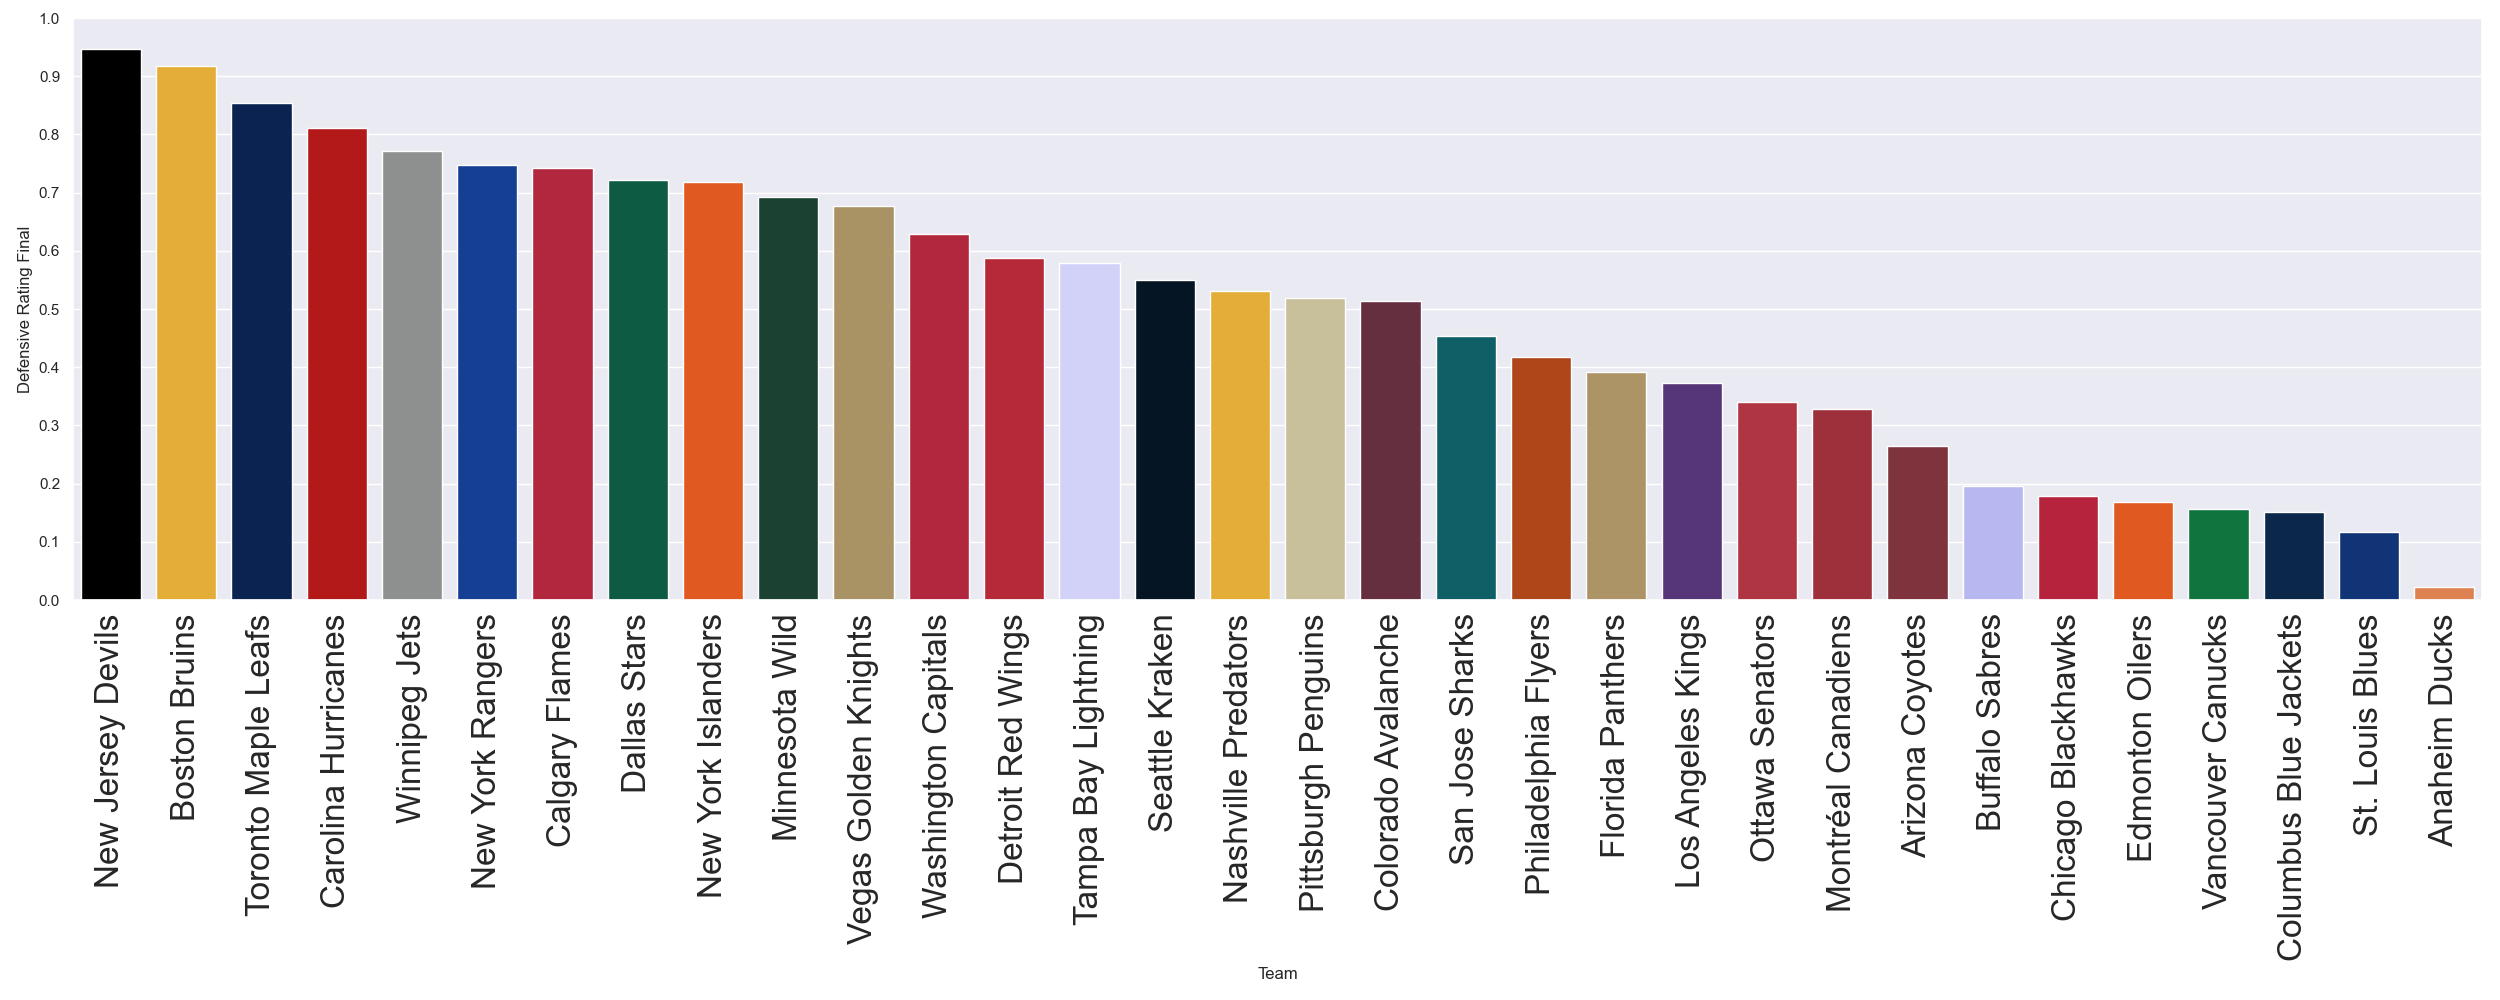 1.0
0.9
0.8
0.7
0.6
0.5
0.4
0.3
0.2
0.1
0.0
Defensive Rating Final
New Jersey Devils
Boston Bruins
Toronto Maple Leafs
Carolina Hurricanes
Winnipeg Jets
New York Rangers
Calgary Flames
Dallas Stars
New York Islanders
Minnesota Wild
Vegas Golden Knights
Washington Capitals
Detroit Red Wings
Tampa Bay Lightning
Seattle Kraken
Nashville Predators
Pittsburgh Penguins
Colorado Avalanche
San Jose Sharks
Philadelphia Flyers
Florida Panthers
Los Angeles Kings
Ottawa Senators
Montréal Canadiens
Arizona Coyotes
Buffalo Sabres
Chicago Blackhawks
Edmonton Oilers
Vancouver Canucks
Columbus Blue Jackets
St. Louis Blues
Anaheim Ducks
Team